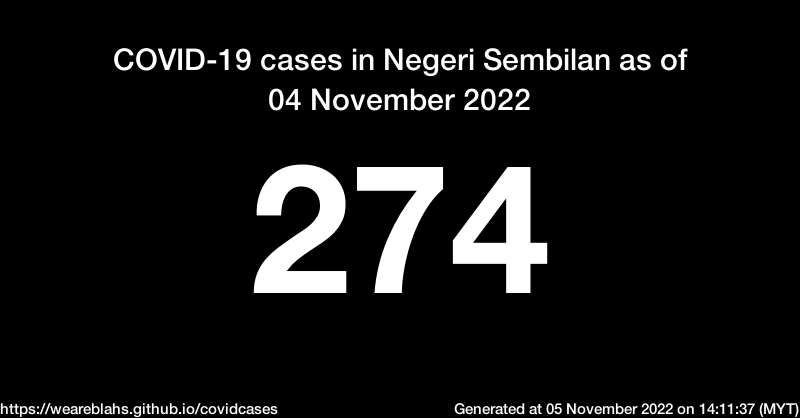 COVID-19 cases in Negeri Sembilan as of
04 November 2022
274
https://weareblahs.github.io/covidcases
Generated at 05 November 2022 on 14:11:37 (MYT)